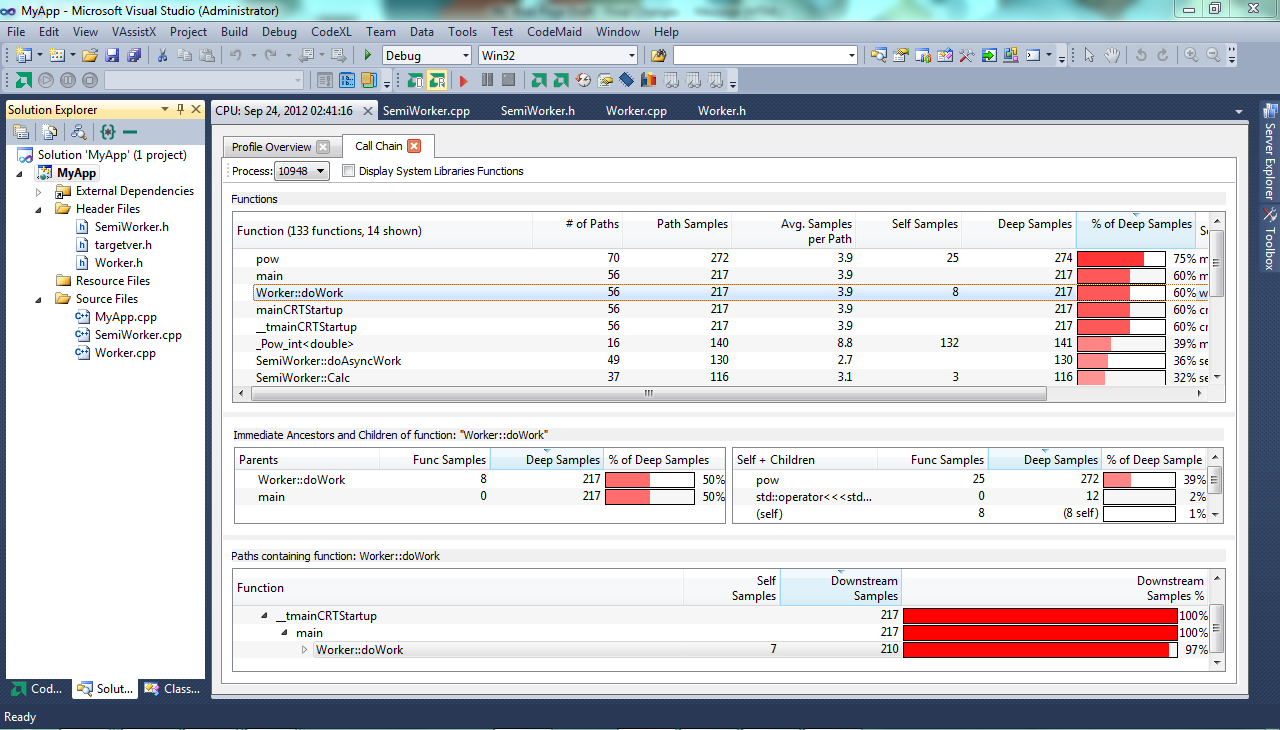 MyApp - Microsoft Visual Studio (Administrator)
File Edit View VAssistX Project Build Debug CodeXL Team Data Tools Test CodeMaid Window Help
Debug Win32
Solution Explorer
Solution 'MyApp' (1 project)
MyApp
External Dependencies
Header Files
SemiWorker.h
targetver.h
Worker.h
Resource Files
Source Files
MyApp.cpp
SemiWorker.cpp
Worker.cpp
Cod... Solut... Class...
CPU: Sep 24, 2012 02:41:16 SemiWorker.cpp SemiWorker.h Worker.cpp Worker.h
Profile Overview Call Chain
Process: 10948 Display System Libraries Functions
Functions
Function (133 functions, 14 shown) # of Paths Path Samples Avg. Samples per Path Self Samples Deep Samples % of Deep Samples
pow 70 272 3.9 25 274 75%
main 56 217 3.9 217 60%
Worker::doWork 56 217 3.9 8 217 60%
mainCRTStartup 56 217 3.9 217 60%
__tmainCRTStartup 56 217 3.9 217 60%
_Pow_int<double> 16 140 8.8 132 141 39%
SemiWorker::doAsyncWork 49 130 2.7 130 36%
SemiWorker::Calc 37 116 3.1 3 116 32%
Immediate Ancestors and Children of function: "Worker::doWork"
Parents Func Samples Deep Samples % of Deep Samples
Worker::doWork 8 217 50%
main 0 217 50%
Self + Children Func Samples Deep Samples % of Deep Sample
pow 25 272 39%
std::operator<<<std... 0 12 2%
(self) 8 (8 self) 1%
Paths containing function: Worker::doWork
Function Self Samples Downstream Samples Downstream Samples %
__tmainCRTStartup 217 100%
main 217 100%
Worker::doWork 7 210 97%
Server Explorer
Toolbox
Ready